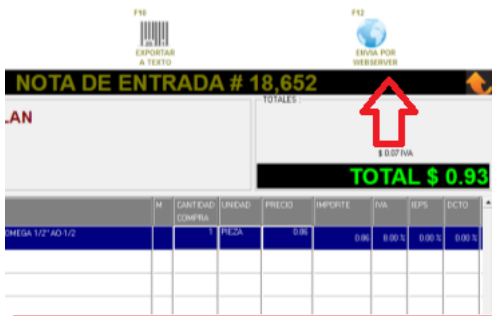 F10 F12
EXPORTAR A TEXTO ENVIA POR WEBSERVER
NOTA DE ENTRADA # 18,652
TOTALES :
LAN
$ 0.07 IVA
TOTAL $ 0.93
M CANTIDAD COMPRA UNIDAD PRECIO IMPORTE IVA IEPS DCTO
OMEGA 1/2" AO-1/2 1 PIEZA 0.86 0.86 8.00 % 0.00 % 0.00 %